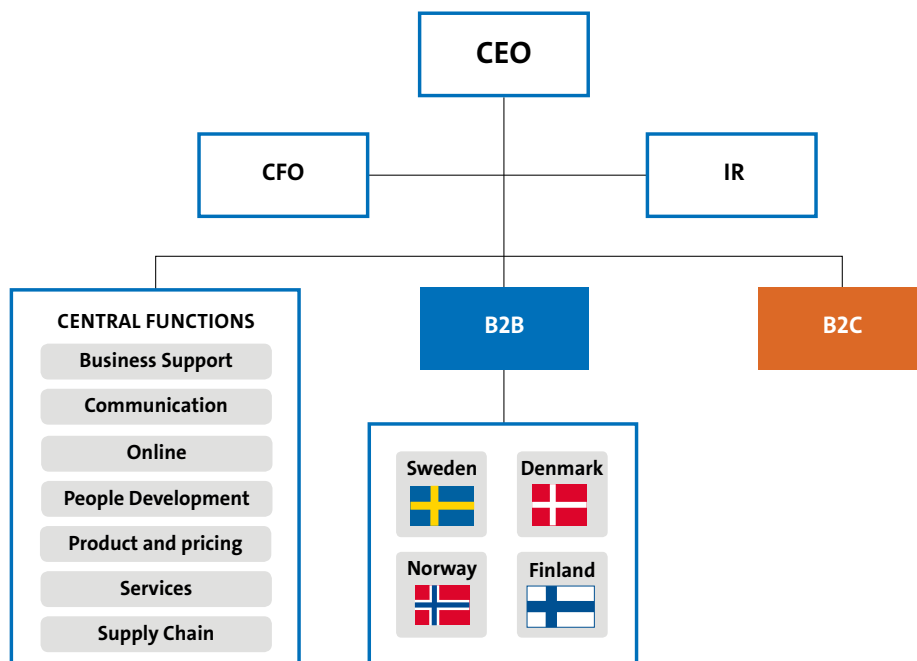 CEO
CFO
IR
CENTRAL FUNCTIONS
Business Support
Communication
Online
People Development
Product and pricing
Services
Supply Chain
B2B
B2C
Sweden
Denmark
Norway
Finland